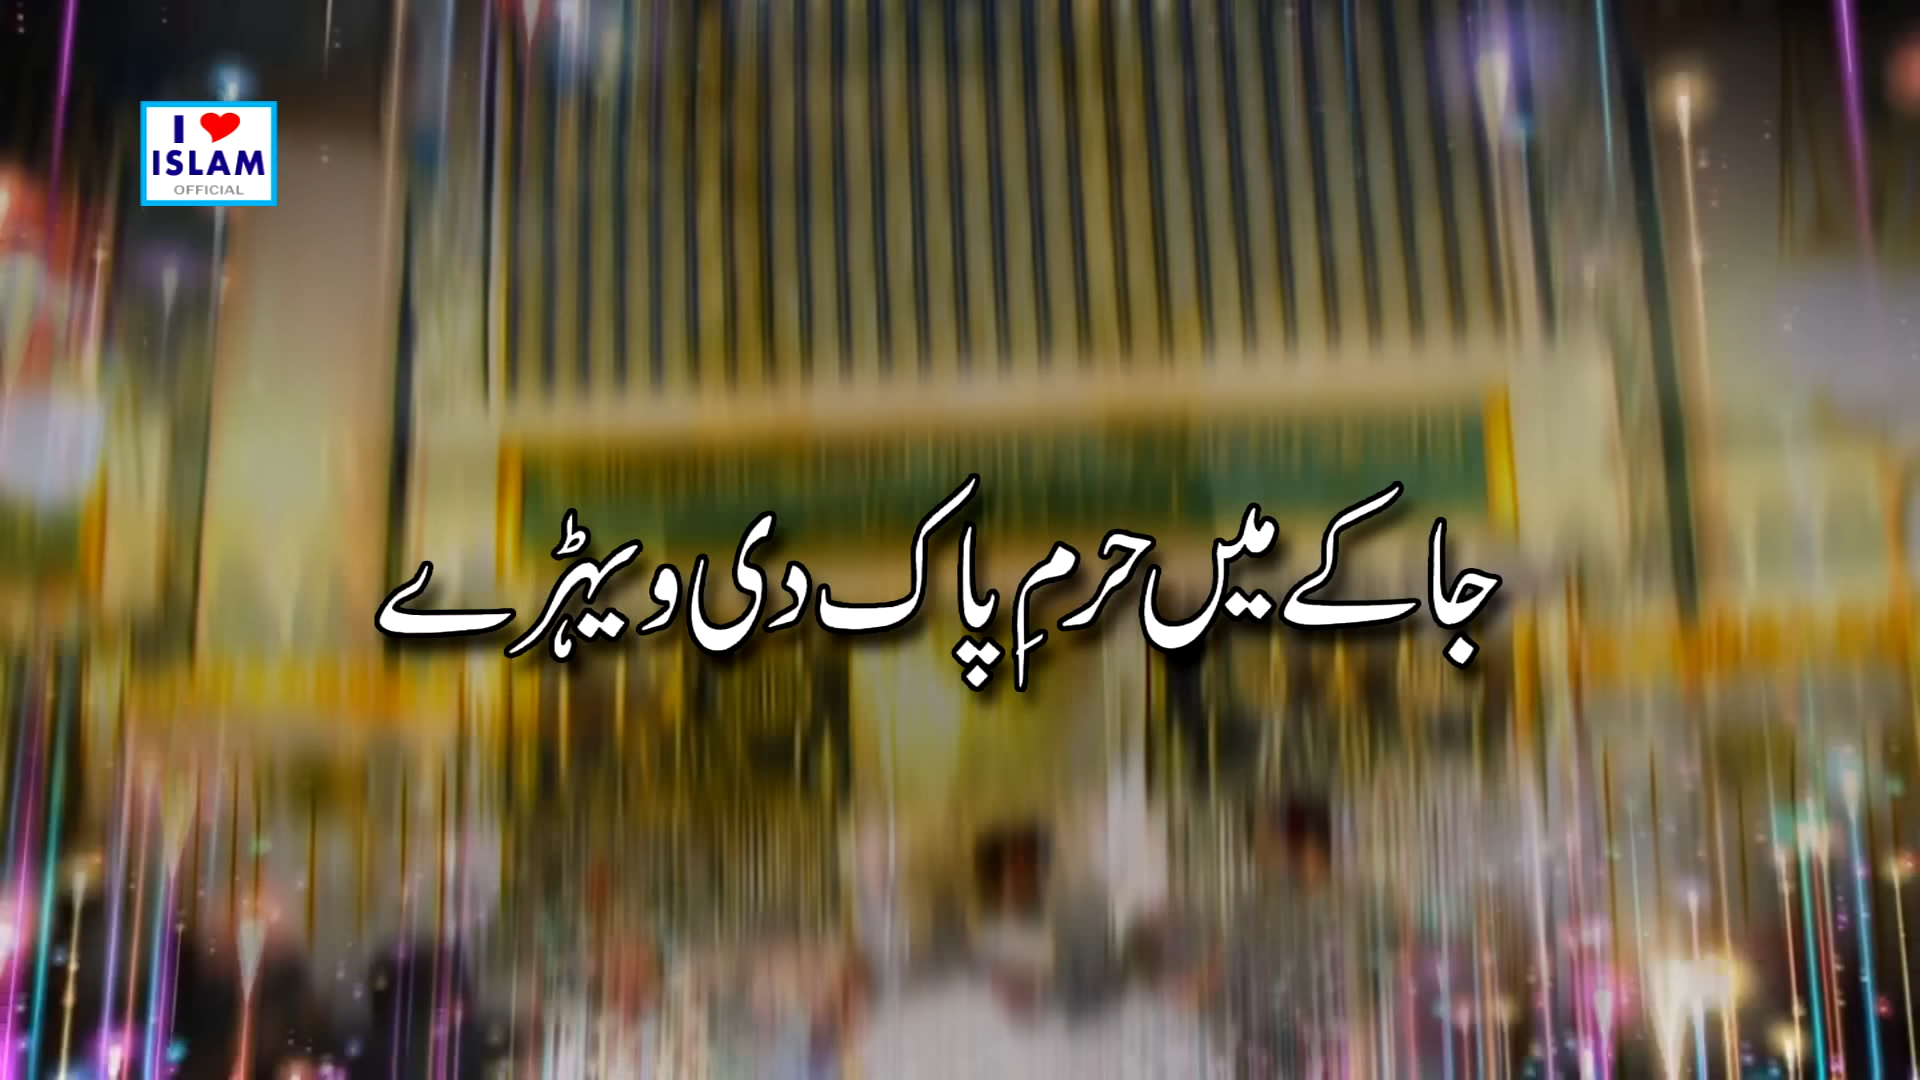 I ❤
ISLAM
OFFICIAL
جا کے میں حرمِ پاک دی ویہڑے